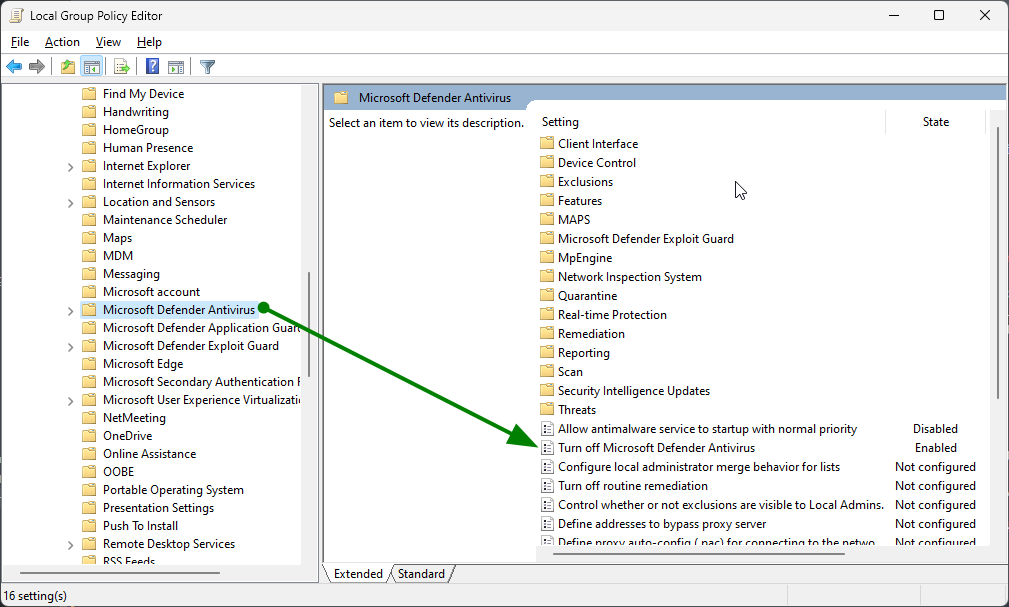 Local Group Policy Editor
File Action View Help
Find My Device
Handwriting
HomeGroup
Human Presence
Internet Explorer
Internet Information Services
Location and Sensors
Maintenance Scheduler
Maps
MDM
Messaging
Microsoft account
Microsoft Defender Antivirus
Microsoft Defender Application Guar
Microsoft Defender Exploit Guard
Microsoft Edge
Microsoft Secondary Authentication F
Microsoft User Experience Virtualizatio
NetMeeting
OneDrive
Online Assistance
OOBE
Portable Operating System
Presentation Settings
Push To Install
Remote Desktop Services
RSS Feeds
Microsoft Defender Antivirus
Select an item to view its description.
Setting State
Client Interface
Device Control
Exclusions
Features
MAPS
Microsoft Defender Exploit Guard
MpEngine
Network Inspection System
Quarantine
Real-time Protection
Remediation
Reporting
Scan
Security Intelligence Updates
Threats
Allow antimalware service to startup with normal priority Disabled
Turn off Microsoft Defender Antivirus Enabled
Configure local administrator merge behavior for lists Not configured
Turn off routine remediation Not configured
Control whether or not exclusions are visible to Local Admins. Not configured
Define addresses to bypass proxy server Not configured
Define proxy auto-config (.pac) for connecting to the netwo Not configured
Extended Standard
16 setting(s)